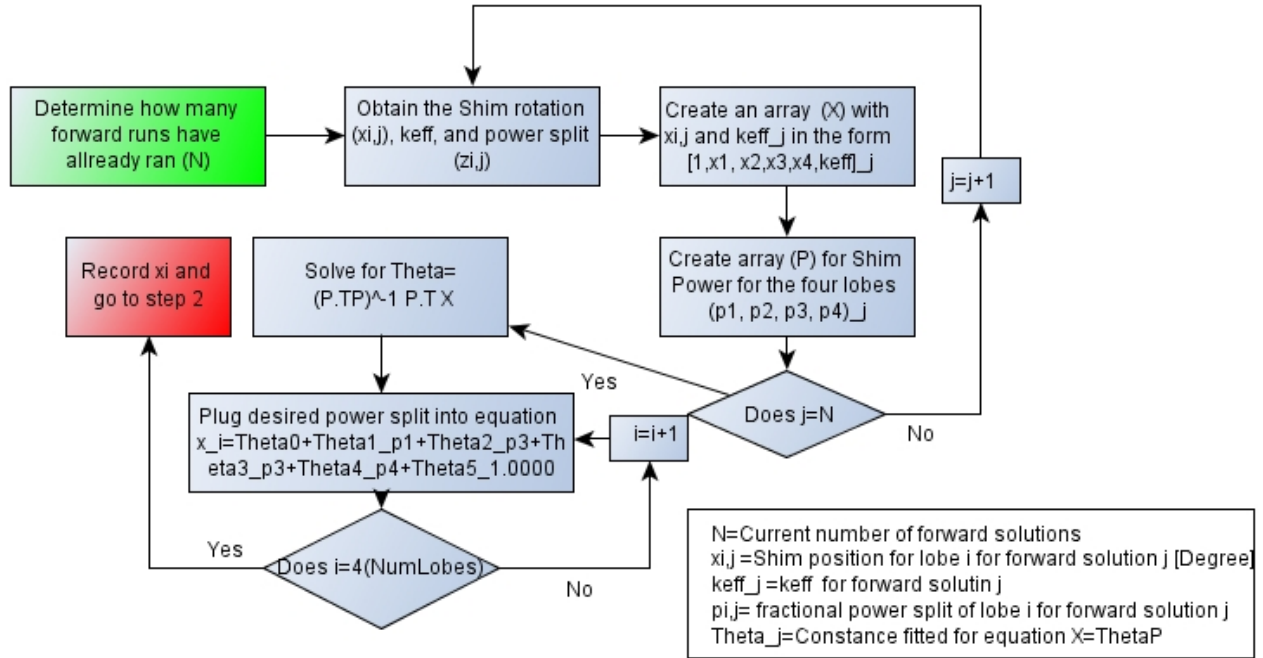 Determine how many
forward runs have
allready ran (N)
Obtain the Shim rotation
(xi,j), keff, and power split
(zi,j)
Create an array (X) with
xi,j and keff_j in the form
[1,x1, x2,x3,x4,keff]_j
j=j+1
Create array (P) for Shim
Power for the four lobes
(p1, p2, p3, p4)_j
Does j=N
No
Yes
Solve for Theta=
(P.TP)^-1 P.T X
Record xi and
go to step 2
Plug desired power split into equation
x_i=Theta0+Theta1_p1+Theta2_p3+Th
eta3_p3+Theta4_p4+Theta5_1.0000
i=i+1
Does i=4(NumLobes)
Yes
No
N=Current number of forward solutions
xi,j =Shim position for lobe i for forward solution j [Degree]
keff_j =keff for forward solutin j
pi,j= fractional power split of lobe i for forward solution j
Theta_j=Constance fitted for equation X=ThetaP